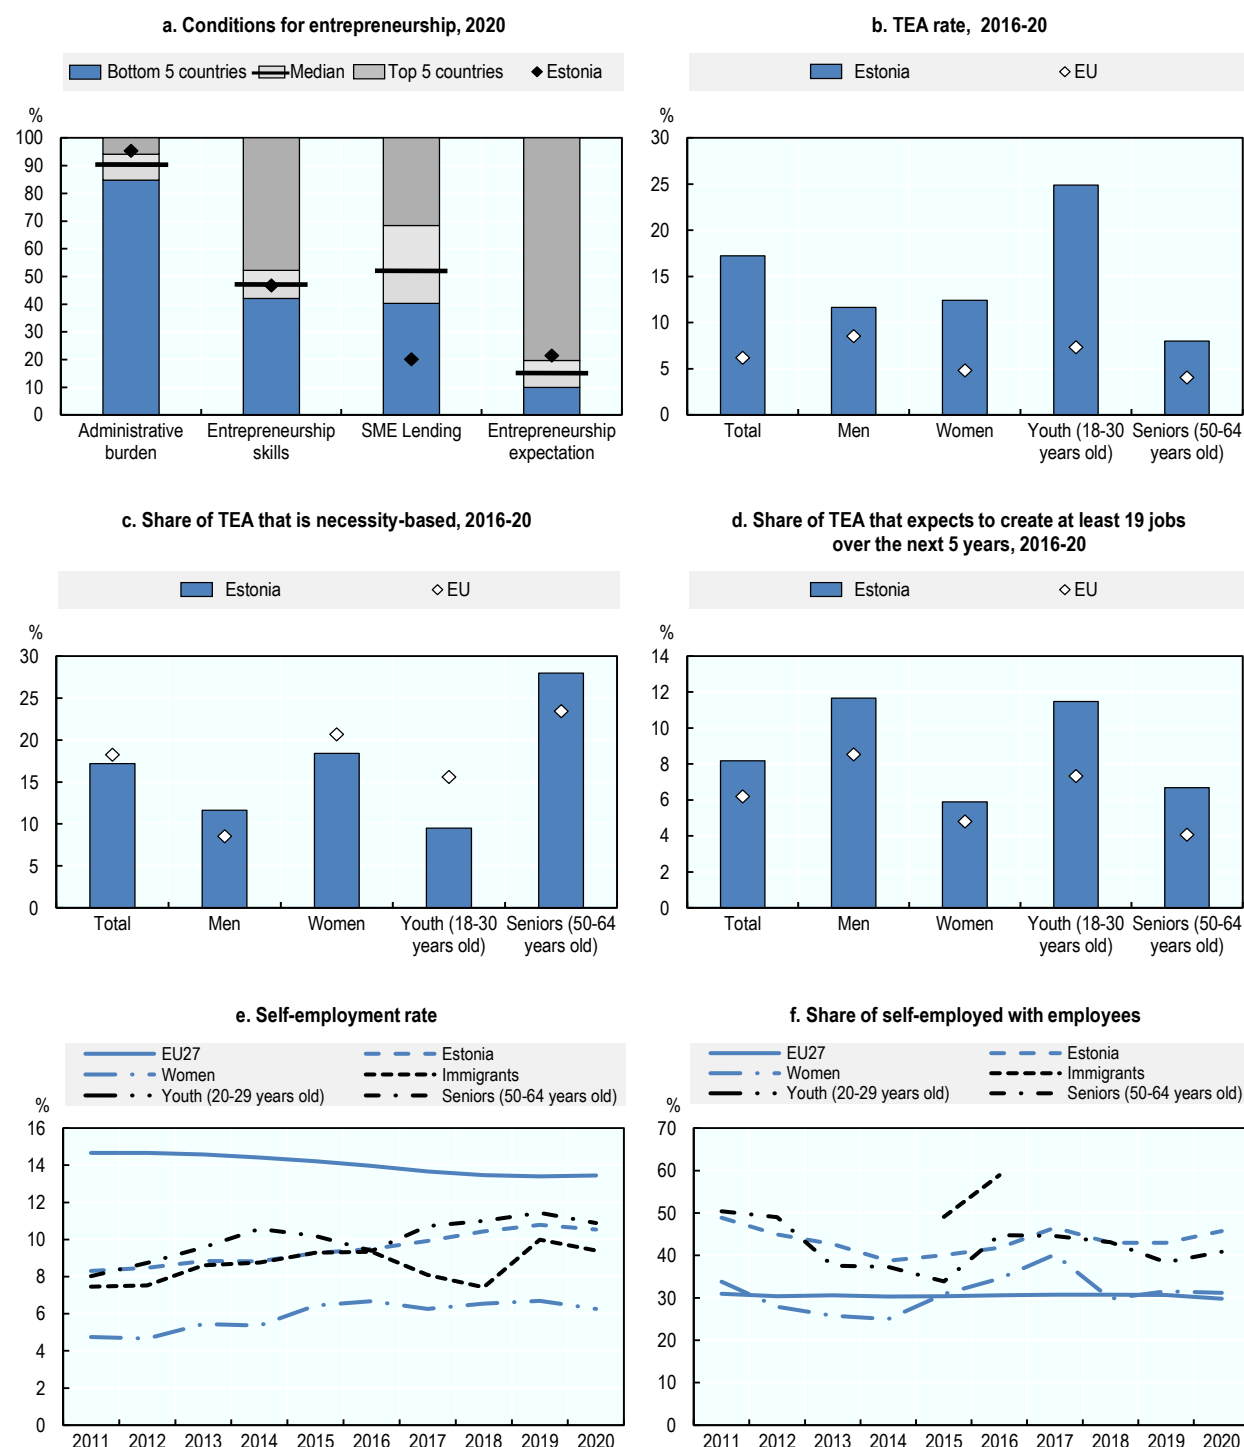 a. Conditions for entrepreneurship, 2020
Bottom 5 countries
Median
Top 5 countries
Estonia
%
100
90
80
70
60
50
40
30
20
10
0
Administrative
burden
Entrepreneurship
skills
SME Lending
Entrepreneurship
expectation
b. TEA rate, 2016-20
Estonia
EU
%
30
25
20
15
10
5
0
Total
Men
Women
Youth (18-30
years old)
Seniors (50-64
years old)
c. Share of TEA that is necessity-based, 2016-20
Estonia
EU
%
30
25
20
15
10
5
0
Total
Men
Women
Youth (18-30
years old)
Seniors (50-64
years old)
d. Share of TEA that expects to create at least 19 jobs
over the next 5 years, 2016-20
Estonia
EU
%
14
12
10
8
6
4
2
0
Total
Men
Women
Youth (18-30
years old)
Seniors (50-64
years old)
e. Self-employment rate
EU27
Estonia
Women
Immigrants
Youth (20-29 years old)
Seniors (50-64 years old)
%
16
14
12
10
8
6
4
2
0
2011 2012 2013 2014 2015 2016 2017 2018 2019 2020
f. Share of self-employed with employees
EU27
Estonia
Women
Immigrants
Youth (20-29 years old)
Seniors (50-64 years old)
%
70
60
50
40
30
20
10
0
2011 2012 2013 2014 2015 2016 2017 2018 2019 2020